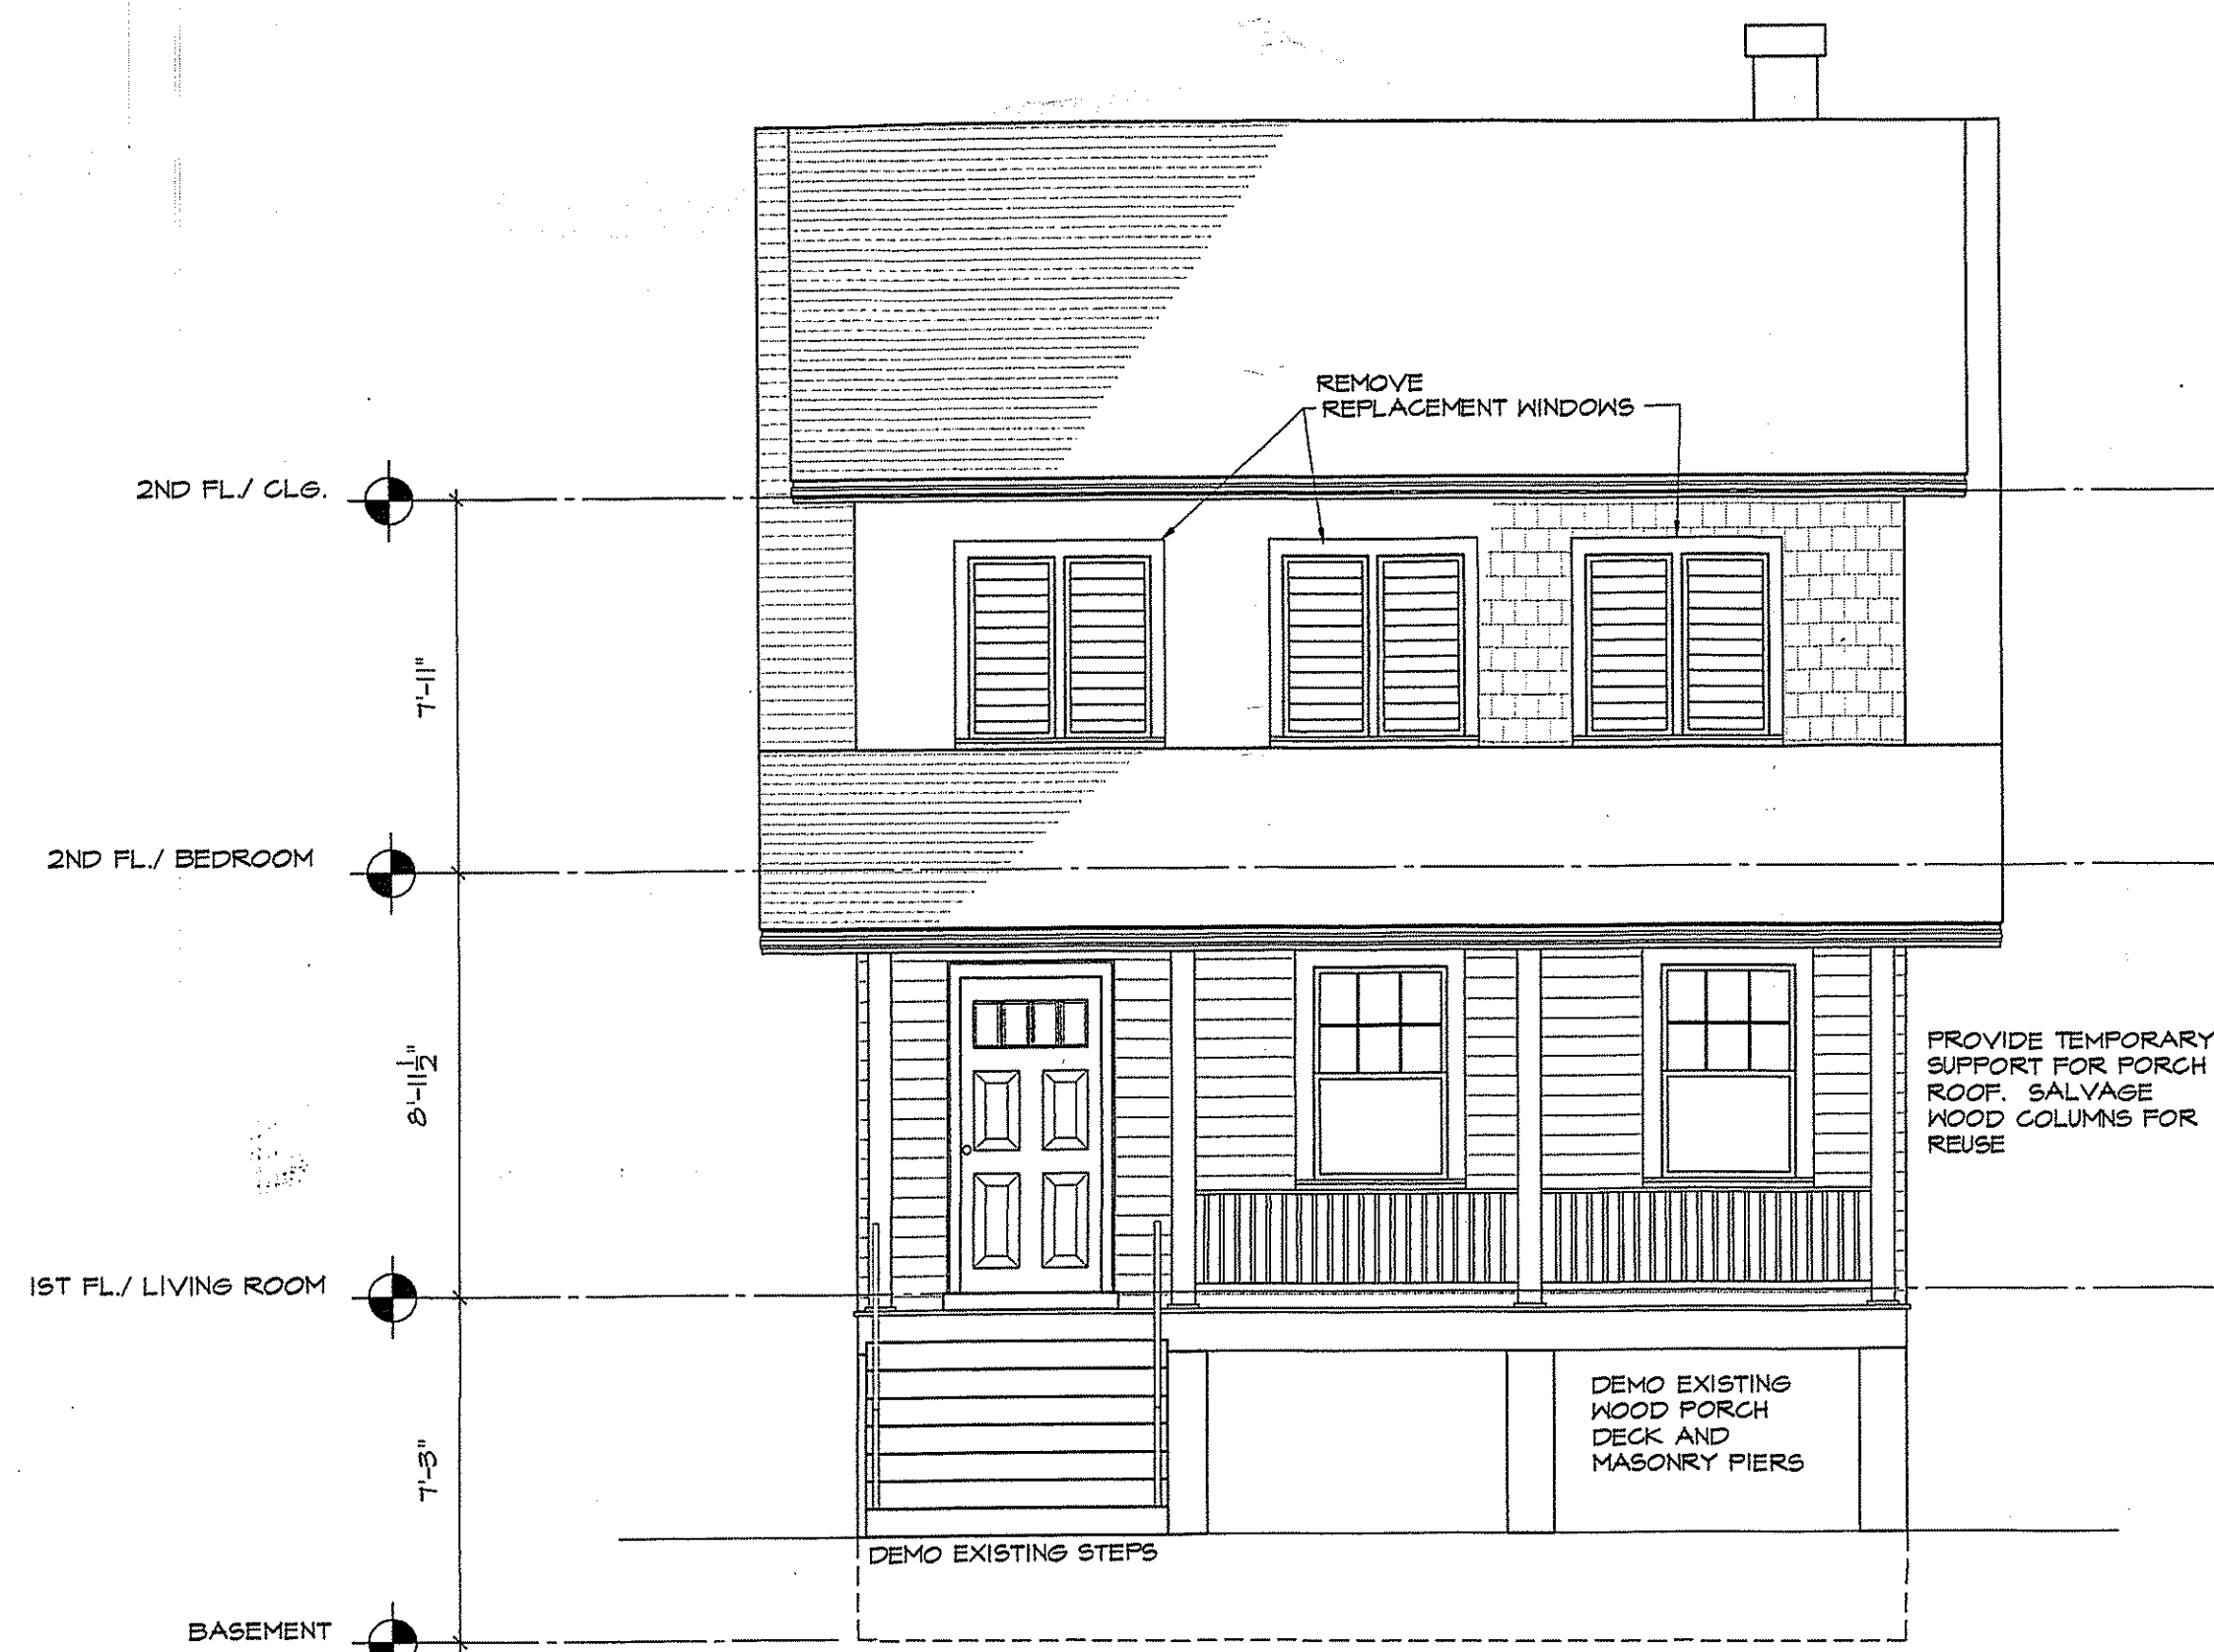 REMOVE
REPLACEMENT WINDOWS
2ND FL./ CLG.
7'-11"
2ND FL./ BEDROOM
8'-11 1/2"
PROVIDE TEMPORARY
SUPPORT FOR PORCH
ROOF. SALVAGE
WOOD COLUMNS FOR
REUSE
1ST FL./ LIVING ROOM
7'-3"
DEMO EXISTING
WOOD PORCH
DECK AND
MASONRY PIERS
DEMO EXISTING STEPS
BASEMENT